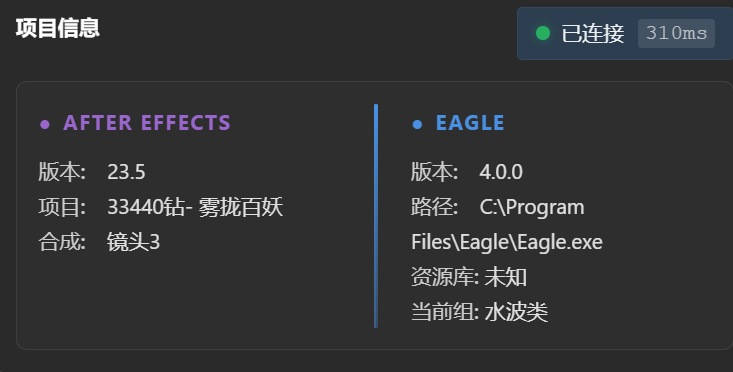 项目信息
已连接 310ms
AFTER EFFECTS
版本: 23.5
项目: 33440钻- 雾拢百妖
合成: 镜头3
EAGLE
版本: 4.0.0
路径: C:\Program
Files\Eagle\Eagle.exe
资源库: 未知
当前组: 水波类